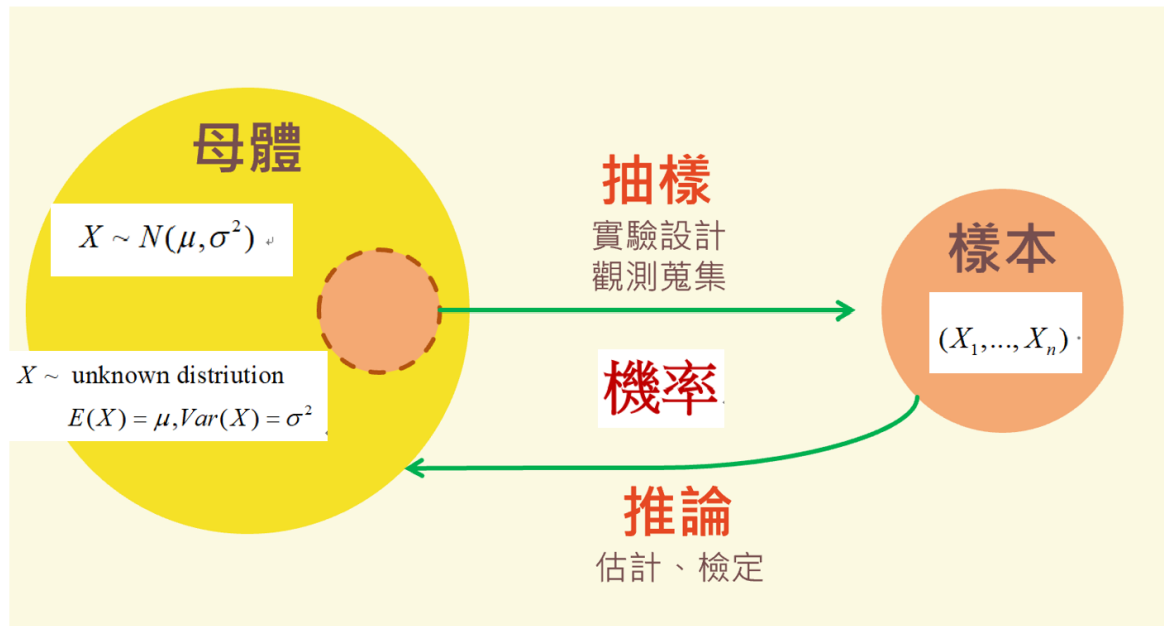 母體
X ~ N(μ,σ²)
X ~ unknown distriution
E(X) = μ,Var(X) = σ²
抽樣
實驗設計
觀測蒐集
機率
推論
估計、檢定
樣本
(X₁,...,Xₙ)